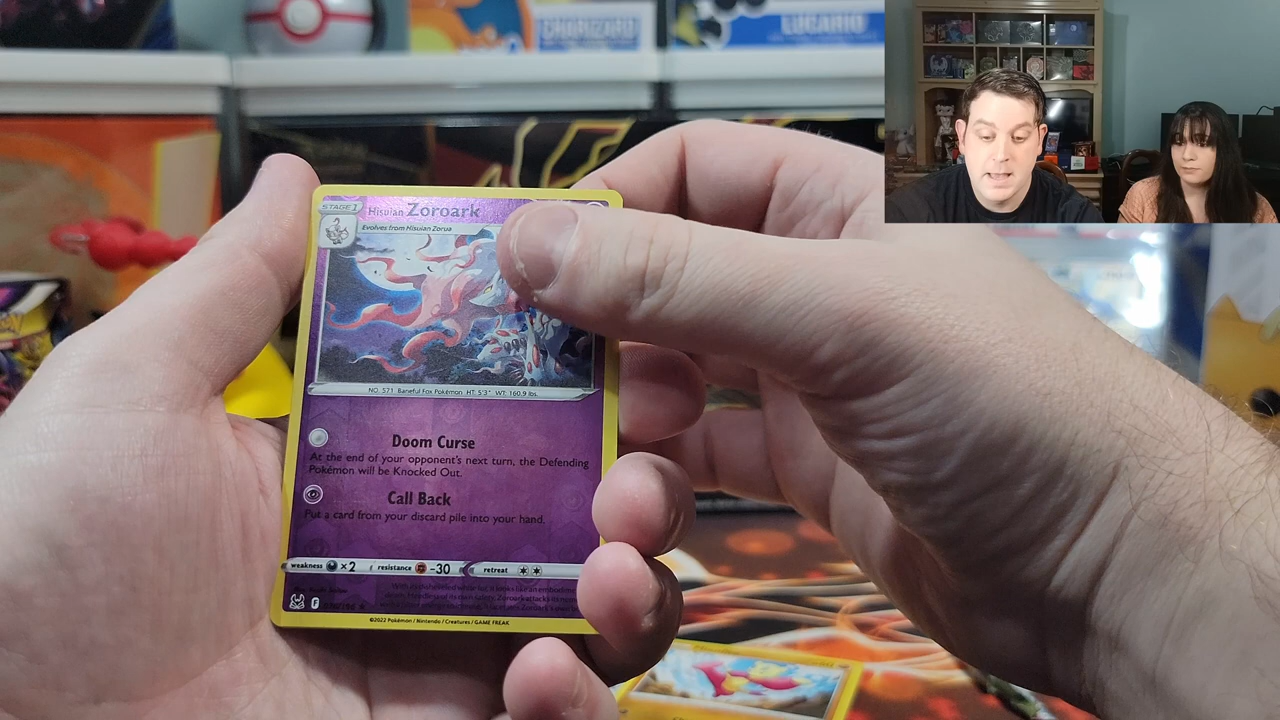 CHARIZARD
LUCARIO
STAGE 1
Hisuian Zoroark
Evolves from Hisuian Zorua
NO. 571 Baneful Fox Pokémon HT: 5'3" WT: 160.9 lbs.
Doom Curse
At the end of your opponent's next turn, the Defending
Pokémon will be Knocked Out.
Call Back
Put a card from your discard pile into your hand.
weakness ×2 resistance -30 retreat
F
©2022 Pokémon / Nintendo / Creatures / GAME FREAK